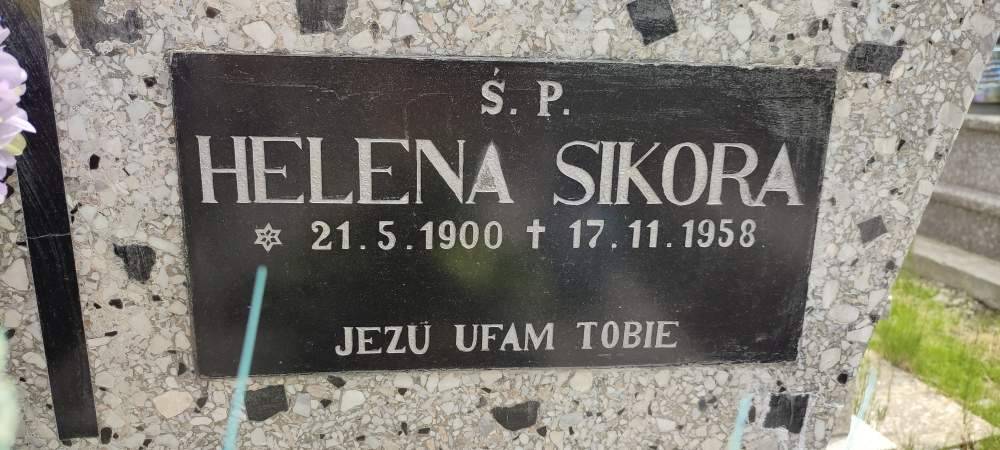 Ś. P.
HELENA SIKORA
✡ 21.5.1900 † 17.11.1958
JEZU UFAM TOBIE